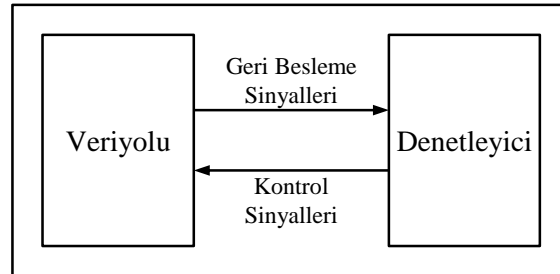 Geri Besleme
Sinyalleri
Veriyolu
Denetleyici
Kontrol
Sinyalleri